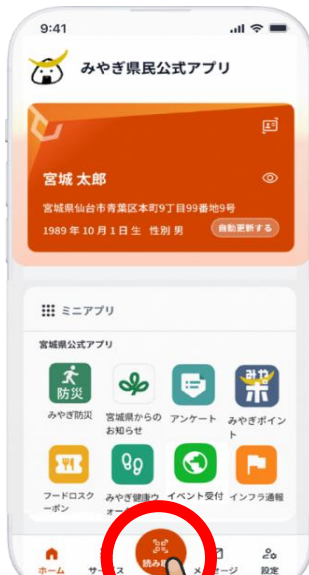 9:41
みやぎ県民公式アプリ
宮城 太郎
宮城県仙台市青葉区本町9丁目99番地9号
1989 年 10 月 1 日 生 性別 男
自動更新する
ミニアプリ
宮城県公式アプリ
防災
みやぽ
みやぎ防災
宮城県からの
お知らせ
アンケート
みやぎポイン
ト
フードロスク
ーポン
みやぎ健康ウ
イベント受付
インフラ通報
ホーム
設定